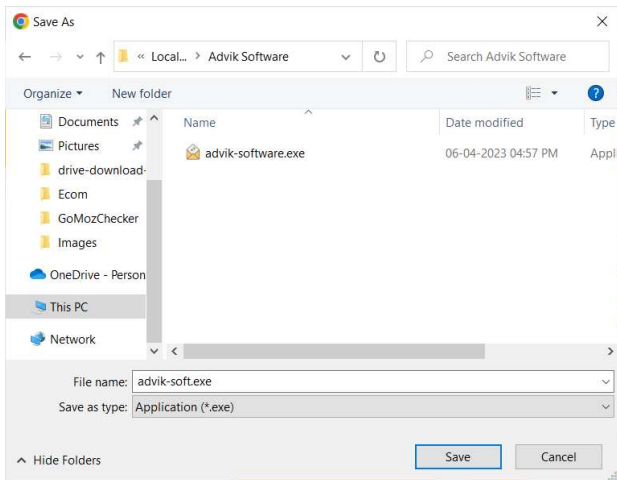 Save As
« Local... > Advik Software
Search Advik Software
Organize
New folder
Name
Date modified
Type
Documents
Pictures
drive-download-
Ecom
GoMozChecker
Images
OneDrive - Person
This PC
Network
advik-software.exe
06-04-2023 04:57 PM
Appl
File name: advik-soft.exe
Save as type: Application (*.exe)
Hide Folders
Save
Cancel